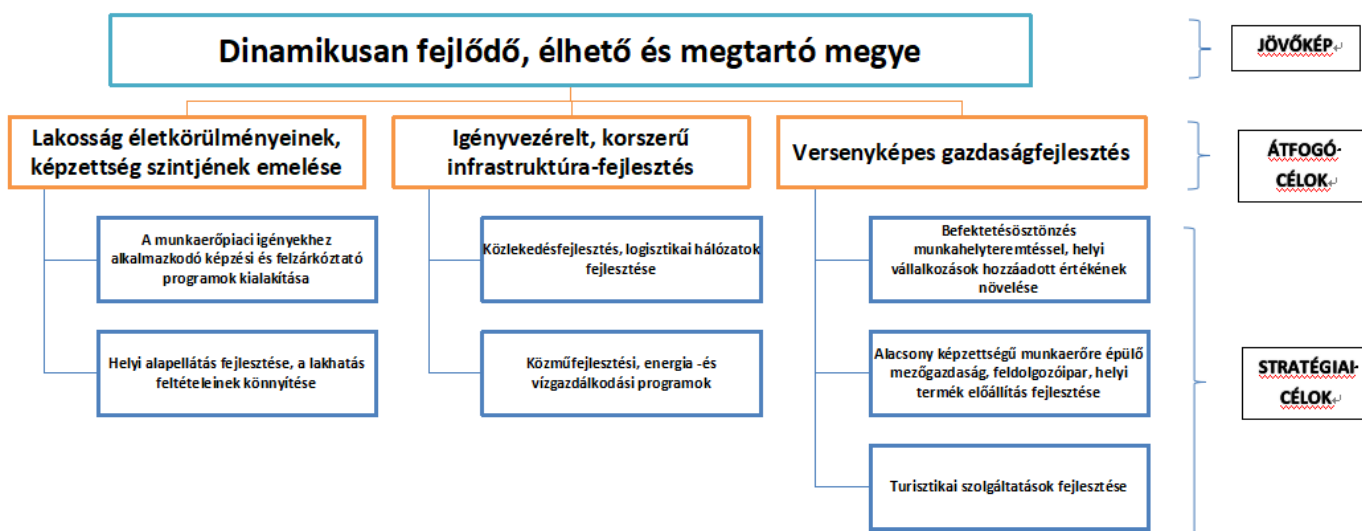 Dinamikusan fejlődő, élhető és megtartó megye
JÖVŐKÉP
Lakosság életkörülményeinek,
képzettség szintjének emelése
Igényvezérelt, korszerű
infrastruktúra-fejlesztés
Versenyképes gazdaságfejlesztés
ÁTFOGÓ-
CÉLOK
A munkaerőpiaci igényekhez
alkalmazkodó képzési és felzárkóztató
programok kialakítása
Közlekedésfejlesztés, logisztikai hálózatok
fejlesztése
Befektetésösztönzés
munkahelyteremtéssel, helyi
vállalkozások hozzáadott értékének
növelése
Helyi alapellátás fejlesztése, a lakhatás
feltételeinek könnyítése
Közműfejlesztési, energia -és
vízgazdálkodási programok
Alacsony képzettségű munkaerőre épülő
mezőgazdaság, feldolgozóipar, helyi
termék előállítás fejlesztése
STRATÉGIAI-
CÉLOK
Turisztikai szolgáltatások fejlesztése